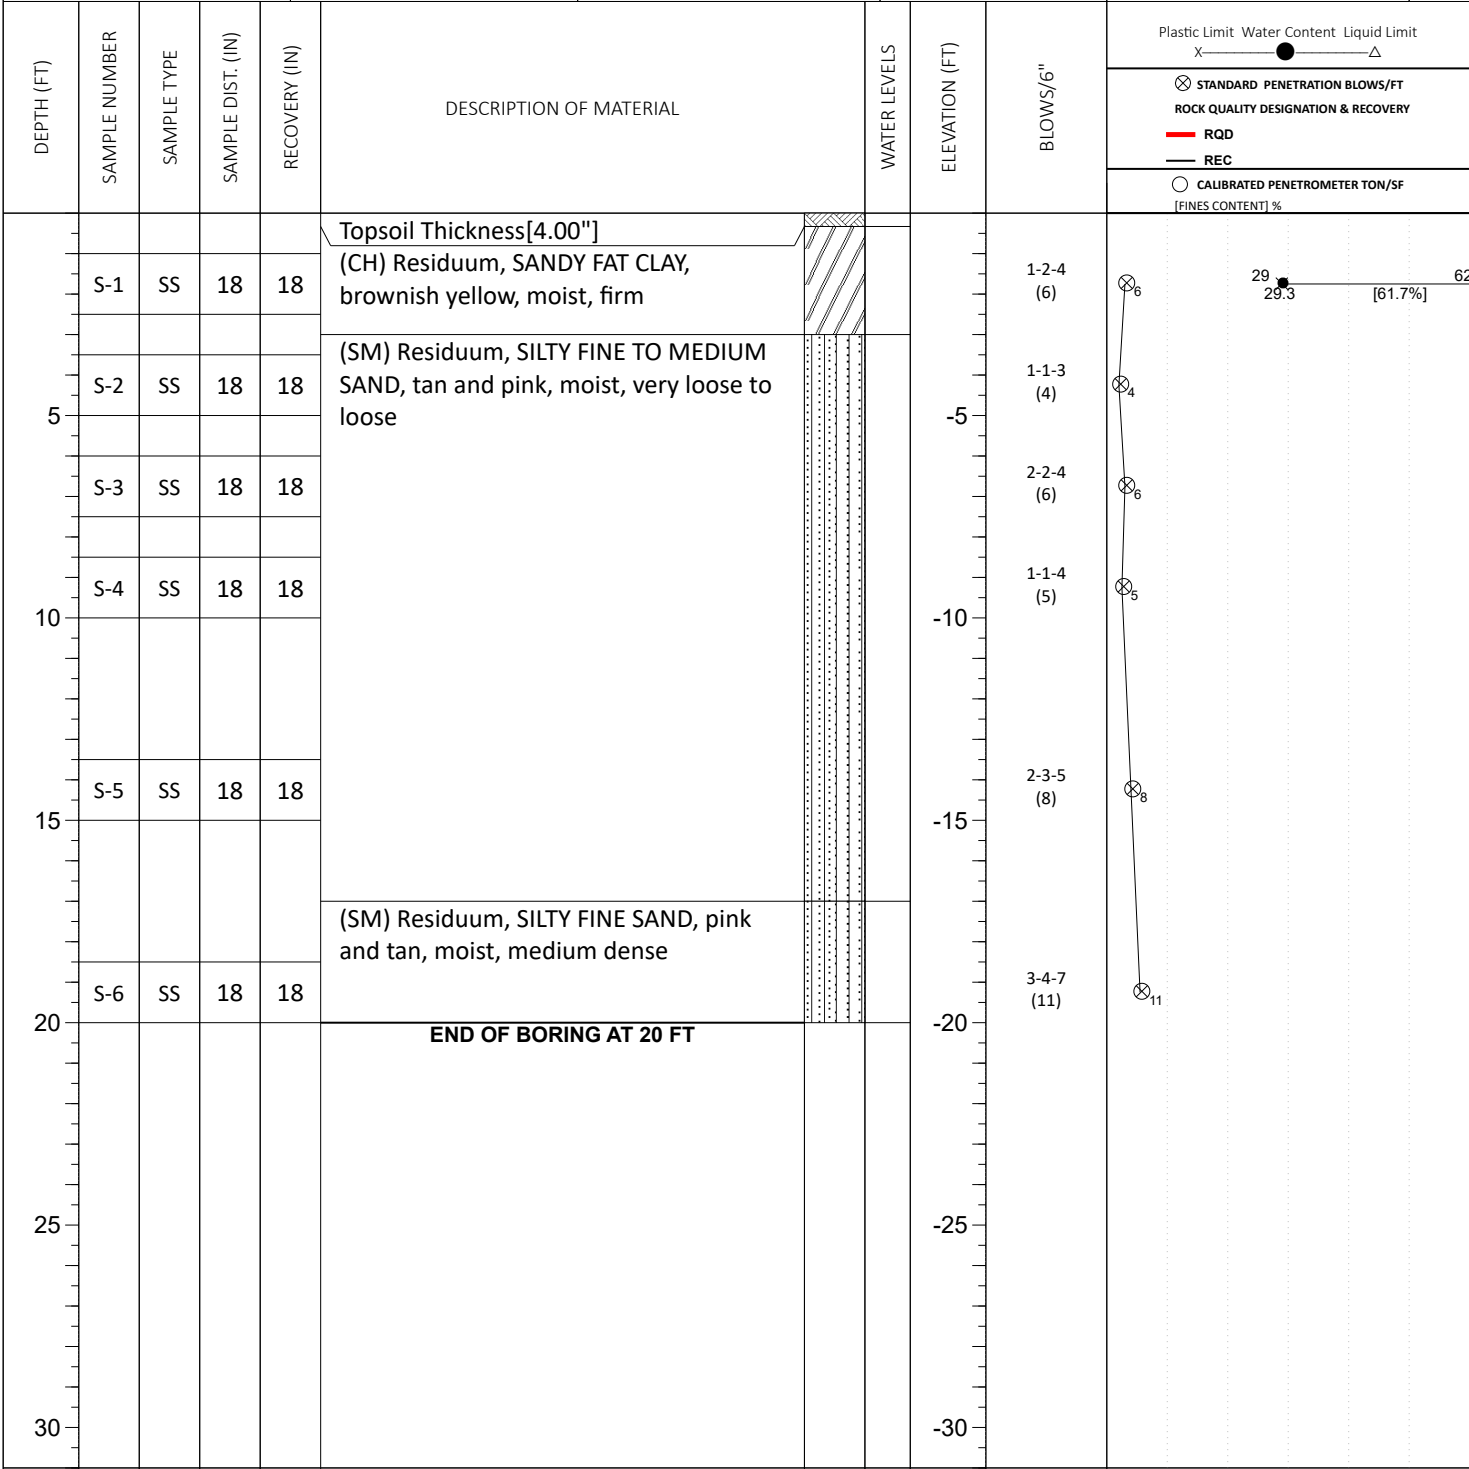 DEPTH (FT)
SAMPLE NUMBER
SAMPLE TYPE
SAMPLE DIST. (IN)
RECOVERY (IN)
DESCRIPTION OF MATERIAL
WATER LEVELS
ELEVATION (FT)
BLOWS/6"
Plastic Limit Water Content Liquid Limit
X
STANDARD PENETRATION BLOWS/FT
ROCK QUALITY DESIGNATION & RECOVERY
RQD
REC
CALIBRATED PENETROMETER TON/SF
[FINES CONTENT] %
Topsoil Thickness[4.00"]
S-1 SS 18 18
(CH) Residuum, SANDY FAT CLAY,
brownish yellow, moist, firm
1-2-4
(6)
6
29 62
29.3 [61.7%]
S-2 SS 18 18
(SM) Residuum, SILTY FINE TO MEDIUM
SAND, tan and pink, moist, very loose to
loose
1-1-3
(4)
4
5 -5
S-3 SS 18 18
2-2-4
(6)
6
S-4 SS 18 18
1-1-4
(5)
5
10 -10
S-5 SS 18 18
2-3-5
(8)
8
15 -15
(SM) Residuum, SILTY FINE SAND, pink
and tan, moist, medium dense
S-6 SS 18 18
3-4-7
(11)
11
20 -20
END OF BORING AT 20 FT
25 -25
30 -30